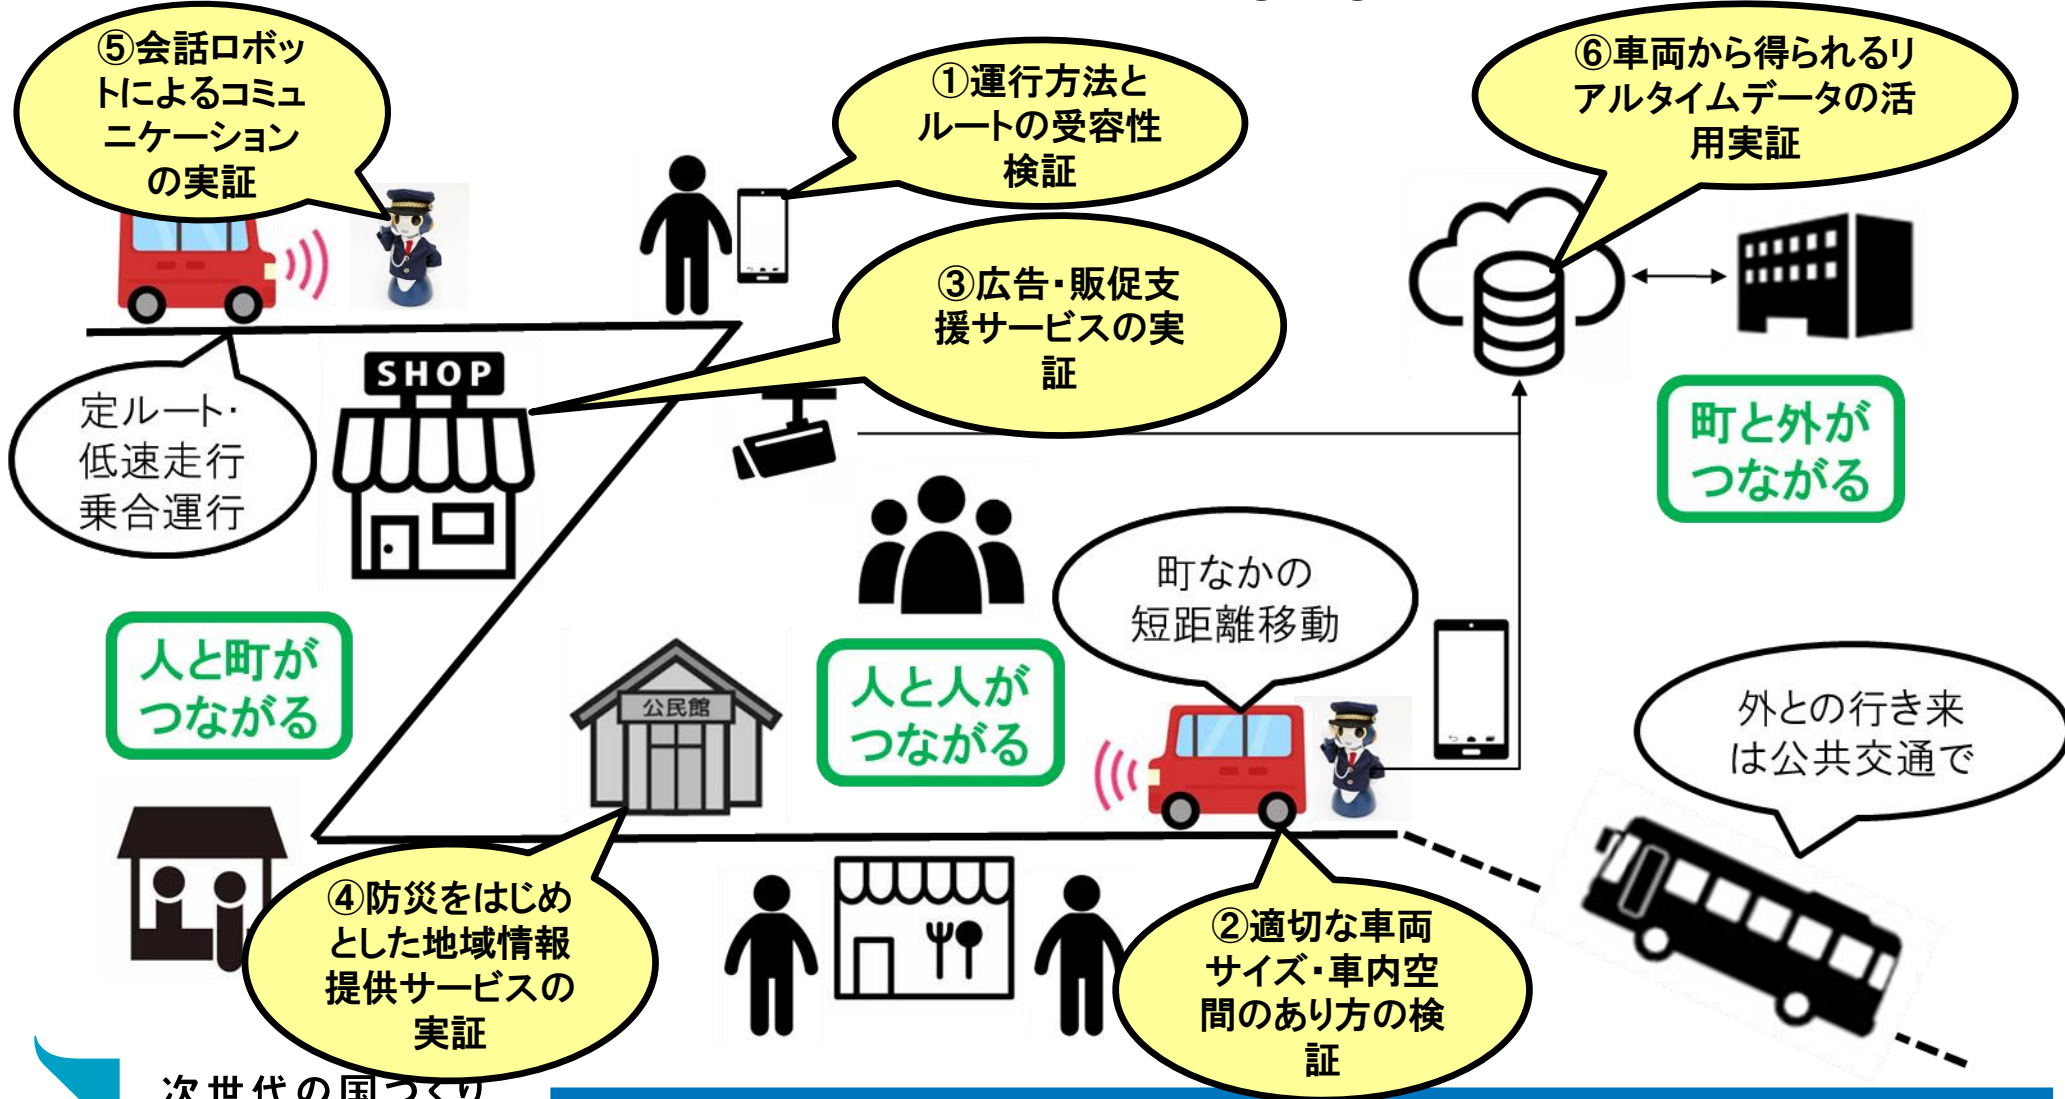 ⑤会話ロボッ
トによるコミュ
ニケーション
の実証
①運行方法と
ルートの受容性
検証
⑥車両から得られるリ
アルタイムデータの活
用実証
③広告・販促支
援サービスの実
証
SHOP
定ルート・
低速走行
乗合運行
町と外が
つながる
町なかの
短距離移動
人と町が
つながる
公民館
人と人が
つながる
外との行き来
は公共交通で
④防災をはじめ
とした地域情報
提供サービスの
実証
②適切な車両
サイズ・車内空
間のあり方の検
証
次世代の国づくり